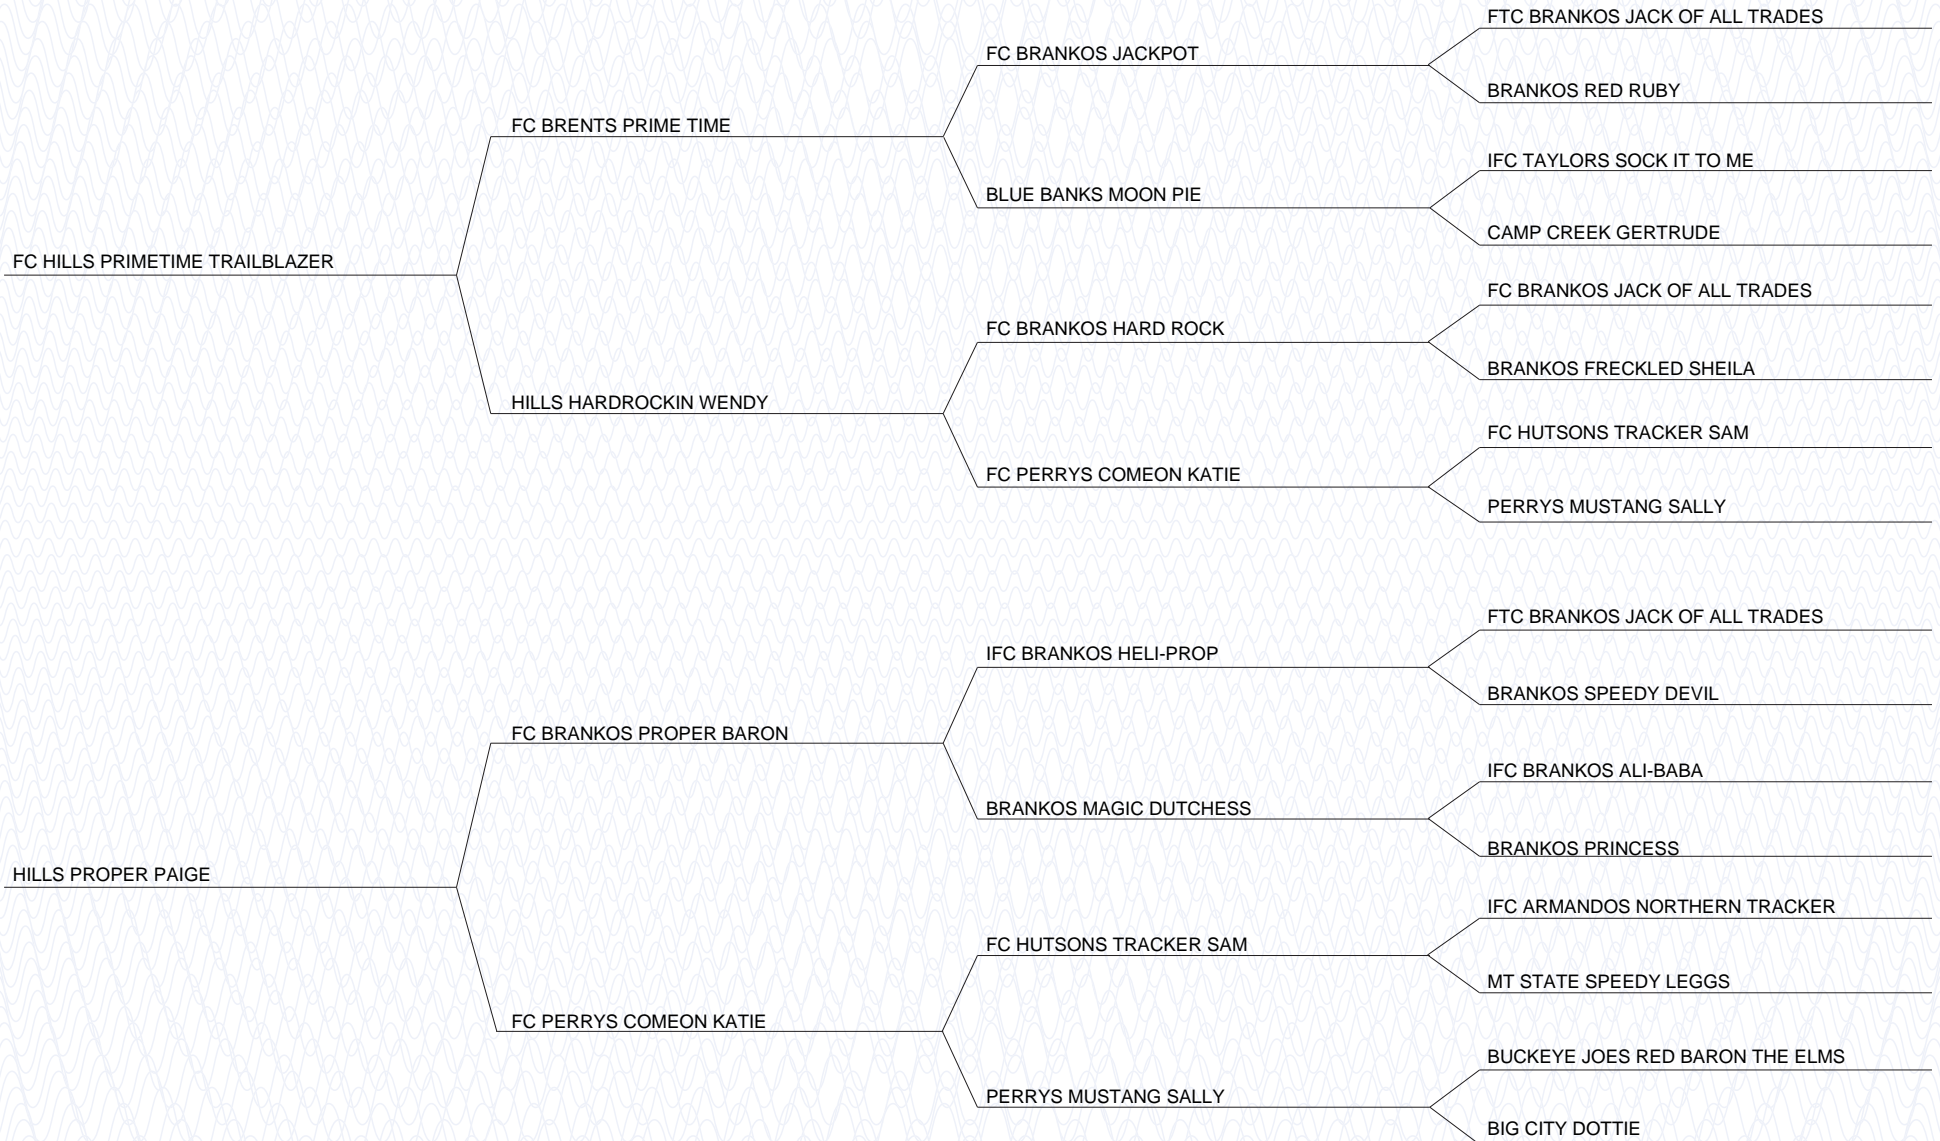 FTC BRANKOS JACK OF ALL TRADES
FC BRANKOS JACKPOT
BRANKOS RED RUBY
FC BRENTS PRIME TIME
IFC TAYLORS SOCK IT TO ME
BLUE BANKS MOON PIE
CAMP CREEK GERTRUDE
FC HILLS PRIMETIME TRAILBLAZER
FC BRANKOS JACK OF ALL TRADES
FC BRANKOS HARD ROCK
BRANKOS FRECKLED SHEILA
HILLS HARDROCKIN WENDY
FC HUTSONS TRACKER SAM
FC PERRYS COMEON KATIE
PERRYS MUSTANG SALLY
FTC BRANKOS JACK OF ALL TRADES
IFC BRANKOS HELI-PROP
BRANKOS SPEEDY DEVIL
FC BRANKOS PROPER BARON
IFC BRANKOS ALI-BABA
BRANKOS MAGIC DUTCHESS
BRANKOS PRINCESS
HILLS PROPER PAIGE
IFC ARMANDOS NORTHERN TRACKER
FC HUTSONS TRACKER SAM
MT STATE SPEEDY LEGGS
FC PERRYS COMEON KATIE
BUCKEYE JOES RED BARON THE ELMS
PERRYS MUSTANG SALLY
BIG CITY DOTTIE